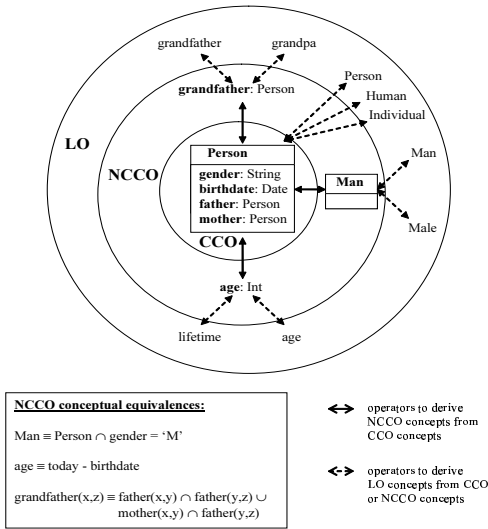 grandfather
grandpa
grandfather: Person
Person
Human
Individual
LO
NCCO
Person
gender: String
birthdate: Date
father: Person
mother: Person
CCO
Man
Man
Male
age: Int
lifetime
age
NCCO conceptual equivalences:
Man ≡ Person ∩ gender = ‘M’
age ≡ today - birthdate
grandfather(x,z) ≡ father(x,y) ∩ father(y,z) ∪
mother(x,y) ∩ father(y,z)
operators to derive
NCCO concepts from
CCO concepts
operators to derive
LO concepts from CCO
or NCCO concepts